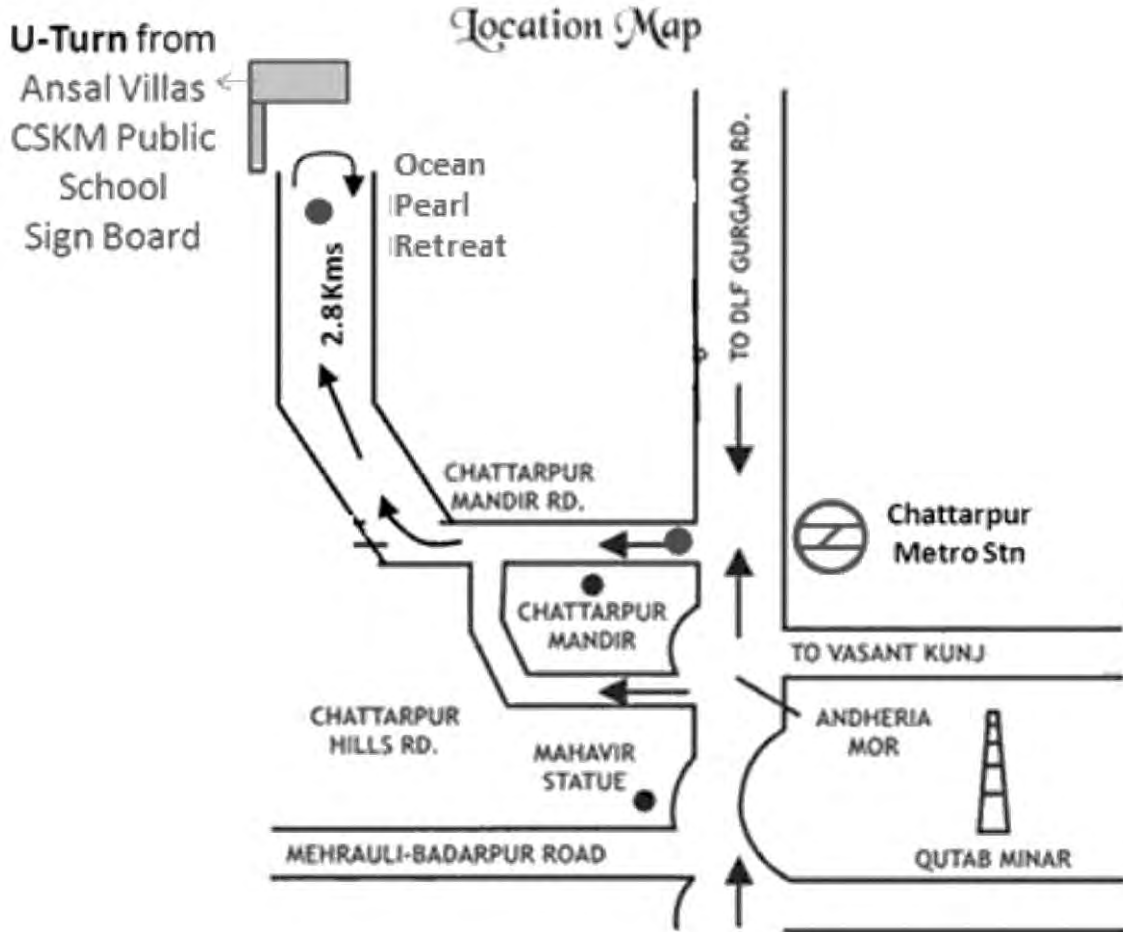 Location Map
U-Turn from
Ansal Villas
CSKM Public
School
Sign Board
Ocean
Pearl
Retreat
2.8 Kms
TO DLF GURGAON RD.
CHATTARPUR
MANDIR RD.
Chattarpur
Metro Stn
CHATTARPUR
MANDIR
TO VASANT KUNJ
CHATTARPUR
HILLS RD.
ANDHERIA
MOR
MAHAVIR
STATUE
MEHRAULI-BADARPUR ROAD
QUTAB MINAR